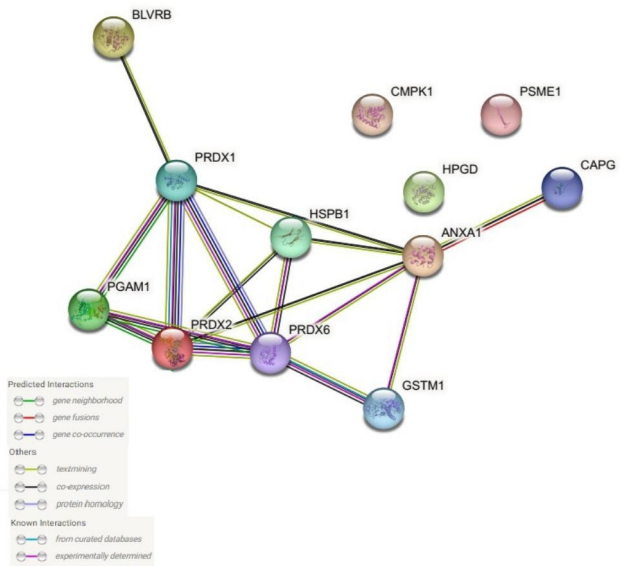 BLVRB
CMPK1
PSME1
PRDX1
HPGD
CAPG
HSPB1
ANXA1
PGAM1
PRDX2
PRDX6
GSTM1
Predicted Interactions
gene neighborhood
gene fusions
gene co-occurrence
Others
textmining
co-expression
protein homology
Known Interactions
from curated databases
experimentally determined